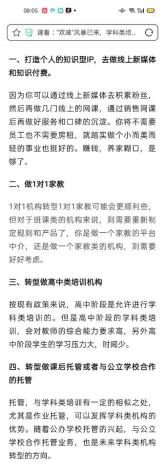 08:05
速看：“双减”风暴已来，学科类培...
一、打造个人的知识型IP，去做线上新媒体
和知识付费。
因为你可以通过线上新媒体去积累粉丝，
然后再做几门线上的网课，通过销售网课
后再做好服务和口碑的沉淀。你将不需要
员工也不需要房租，就踏实做个小而美而
轻的事业也挺好的。赚钱，养家糊口，是
够了。
二、做1对1家教
1对1机构转型1对1家教可能会更顺利些，
但对于班课类的机构来说，则需要重新制
定规则和产品了，你是做一个家教的平台
中介，还是做一个家教类的机构，则需要
好好考虑。
三、转型做高中类培训机构
按现有政策来说，高中阶段是允许进行学
科类培训的。但是高中阶段的学科类培
训，会对教师的综合能力要求高，另外高
中阶段学生的学习压力大，时间少。
四、转型做课后托管或者与公立学校合作
的托管
托管，与学科类培训有一定的相似之处，
尤其是作业托管，可以发挥学科类机构的
优势。随着公办学校托管的兴起，与公立
学校合作托管业务，也是未来学科类机构
转型的方向。